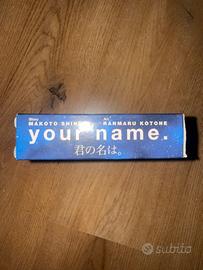 Story Art
MAKOTO SHINKAI RANMARU KOTONE
your name.
君の名は。
subito